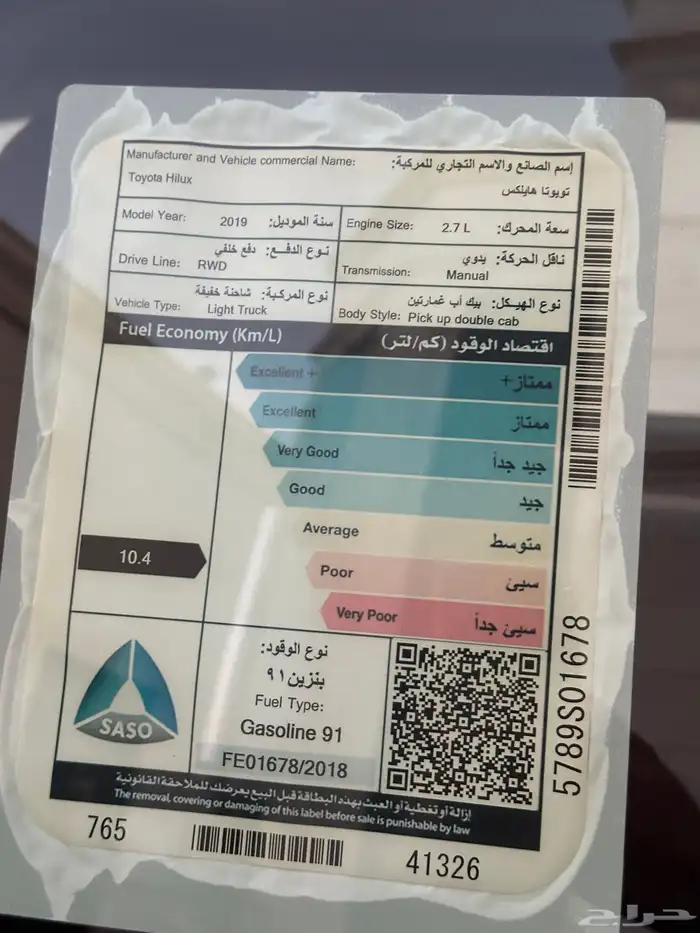 Manufacturer and Vehicle commercial Name: إسم الصانع والاسم التجاري للمركبة:
Toyota Hilux تويوتا هايلكس
Model Year: 2019 سنة الموديل: Engine Size: 2.7 L سعة المحرك:
Drive Line: نوع الدفع: دفع خلفي RWD Transmission: ناقل الحركة: يدوي Manual
Vehicle Type: نوع المركبة: شاحنة خفيفة Light Truck Body Style: نوع الهيكل: بيك أب غمارتين Pick up double cab
Fuel Economy (Km/L) اقتصاد الوقود (كم/لتر)
Excellent + ممتاز+
Excellent ممتاز
Very Good جيد جداً
Good جيد
Average متوسط
10.4
Poor سيئ
Very Poor سيئ جداً
SASO
نوع الوقود:
بنزين ٩١
Fuel Type:
Gasoline 91
FE01678/2018
إزالة أو تغطية أو العبث بهذه البطاقة قبل البيع يعرضك للملاحقة القانونية
The removal, covering or damaging of this label before sale is punishable by law
765
41326
5789S01678
حراج